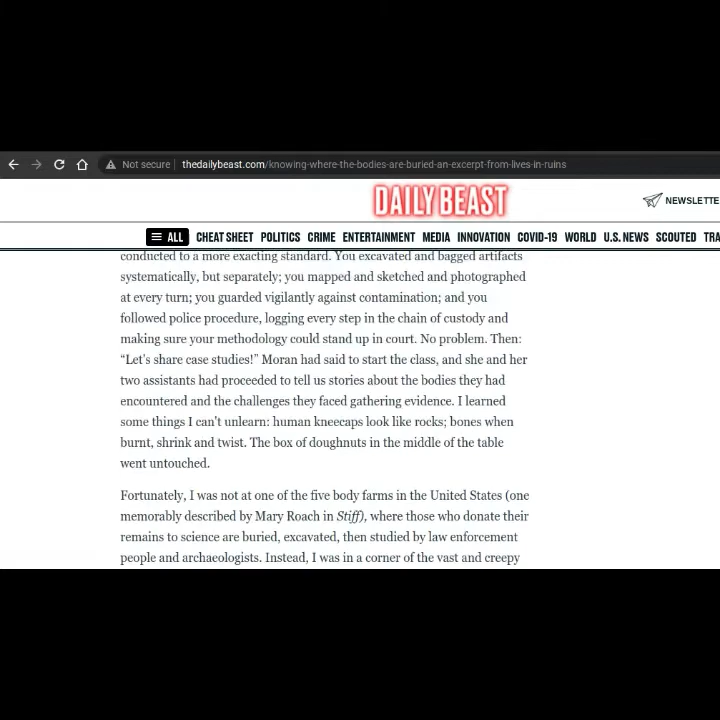 Not secure thedailybeast.com/knowing-where-the-bodies-are-buried-an-excerpt-from-lives-in-ruins
DAILY BEAST
NEWSLETTE
ALL CHEAT SHEET POLITICS CRIME ENTERTAINMENT MEDIA INNOVATION COVID-19 WORLD U.S. NEWS SCOUTED TRA
conducted to a more exacting standard. You excavated and bagged artifacts
systematically, but separately; you mapped and sketched and photographed
at every turn; you guarded vigilantly against contamination; and you
followed police procedure, logging every step in the chain of custody and
making sure your methodology could stand up in court. No problem. Then:
“Let's share case studies!” Moran had said to start the class, and she and her
two assistants had proceeded to tell us stories about the bodies they had
encountered and the challenges they faced gathering evidence. I learned
some things I can't unlearn: human kneecaps look like rocks; bones when
burnt, shrink and twist. The box of doughnuts in the middle of the table
went untouched.
Fortunately, I was not at one of the five body farms in the United States (one
memorably described by Mary Roach in Stiff), where those who donate their
remains to science are buried, excavated, then studied by law enforcement
people and archaeologists. Instead, I was in a corner of the vast and creepy